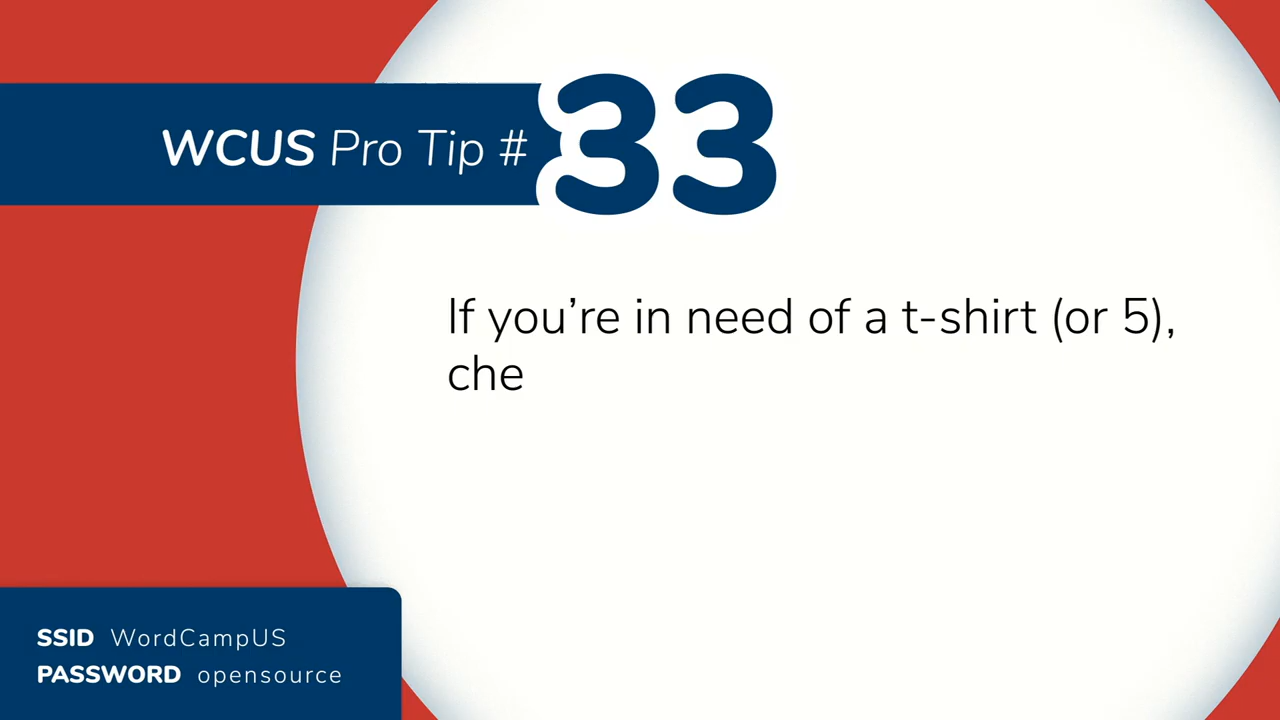 WCUS Pro Tip # 33
If you’re in need of a t-shirt (or 5),
che
SSID WordCampUS
PASSWORD opensource